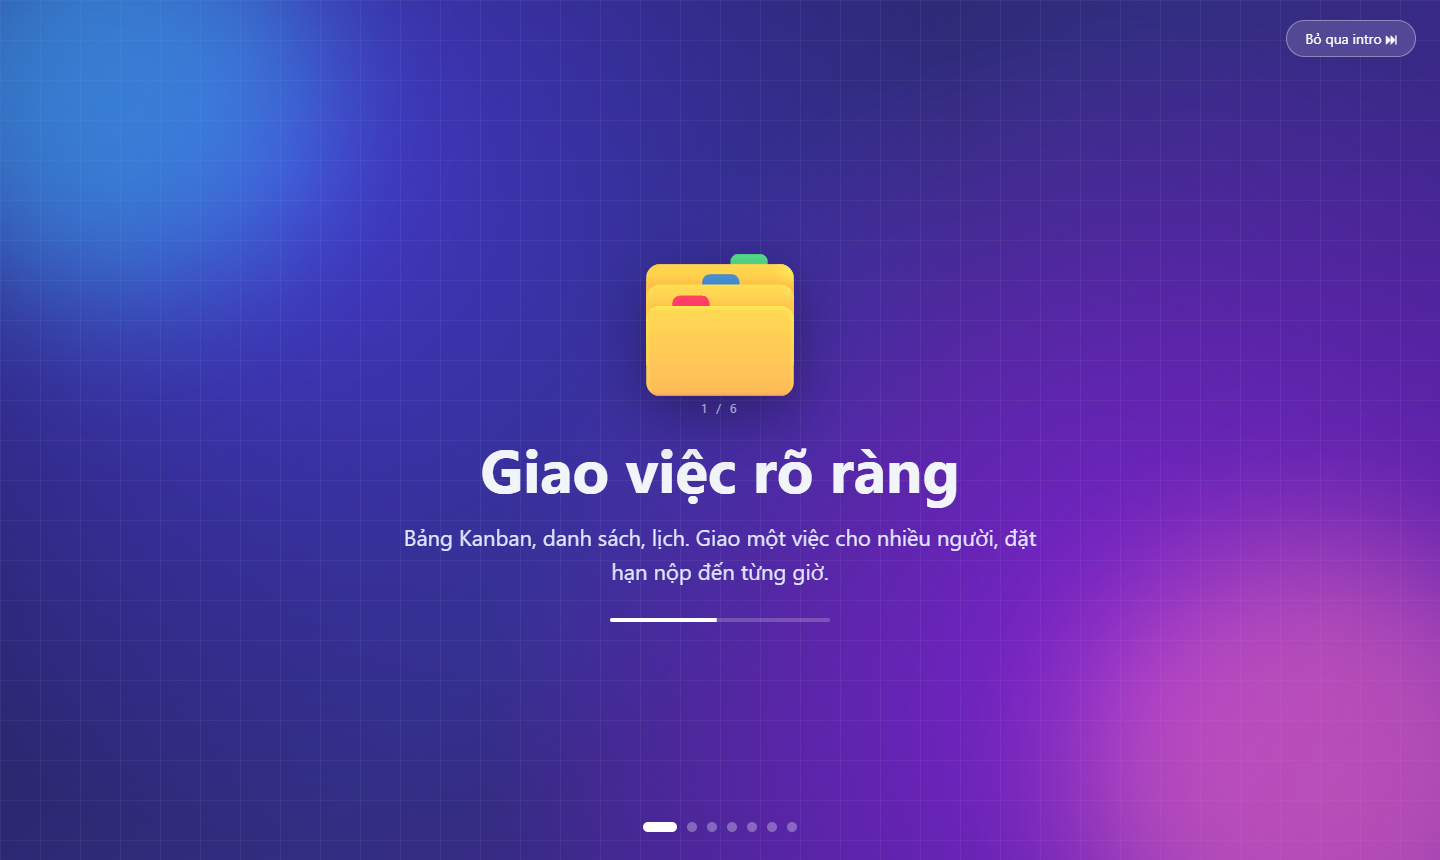 Bỏ qua intro ⏭
1 / 6
Giao việc rõ ràng
Bảng Kanban, danh sách, lịch. Giao một việc cho nhiều người, đặt
hạn nộp đến từng giờ.